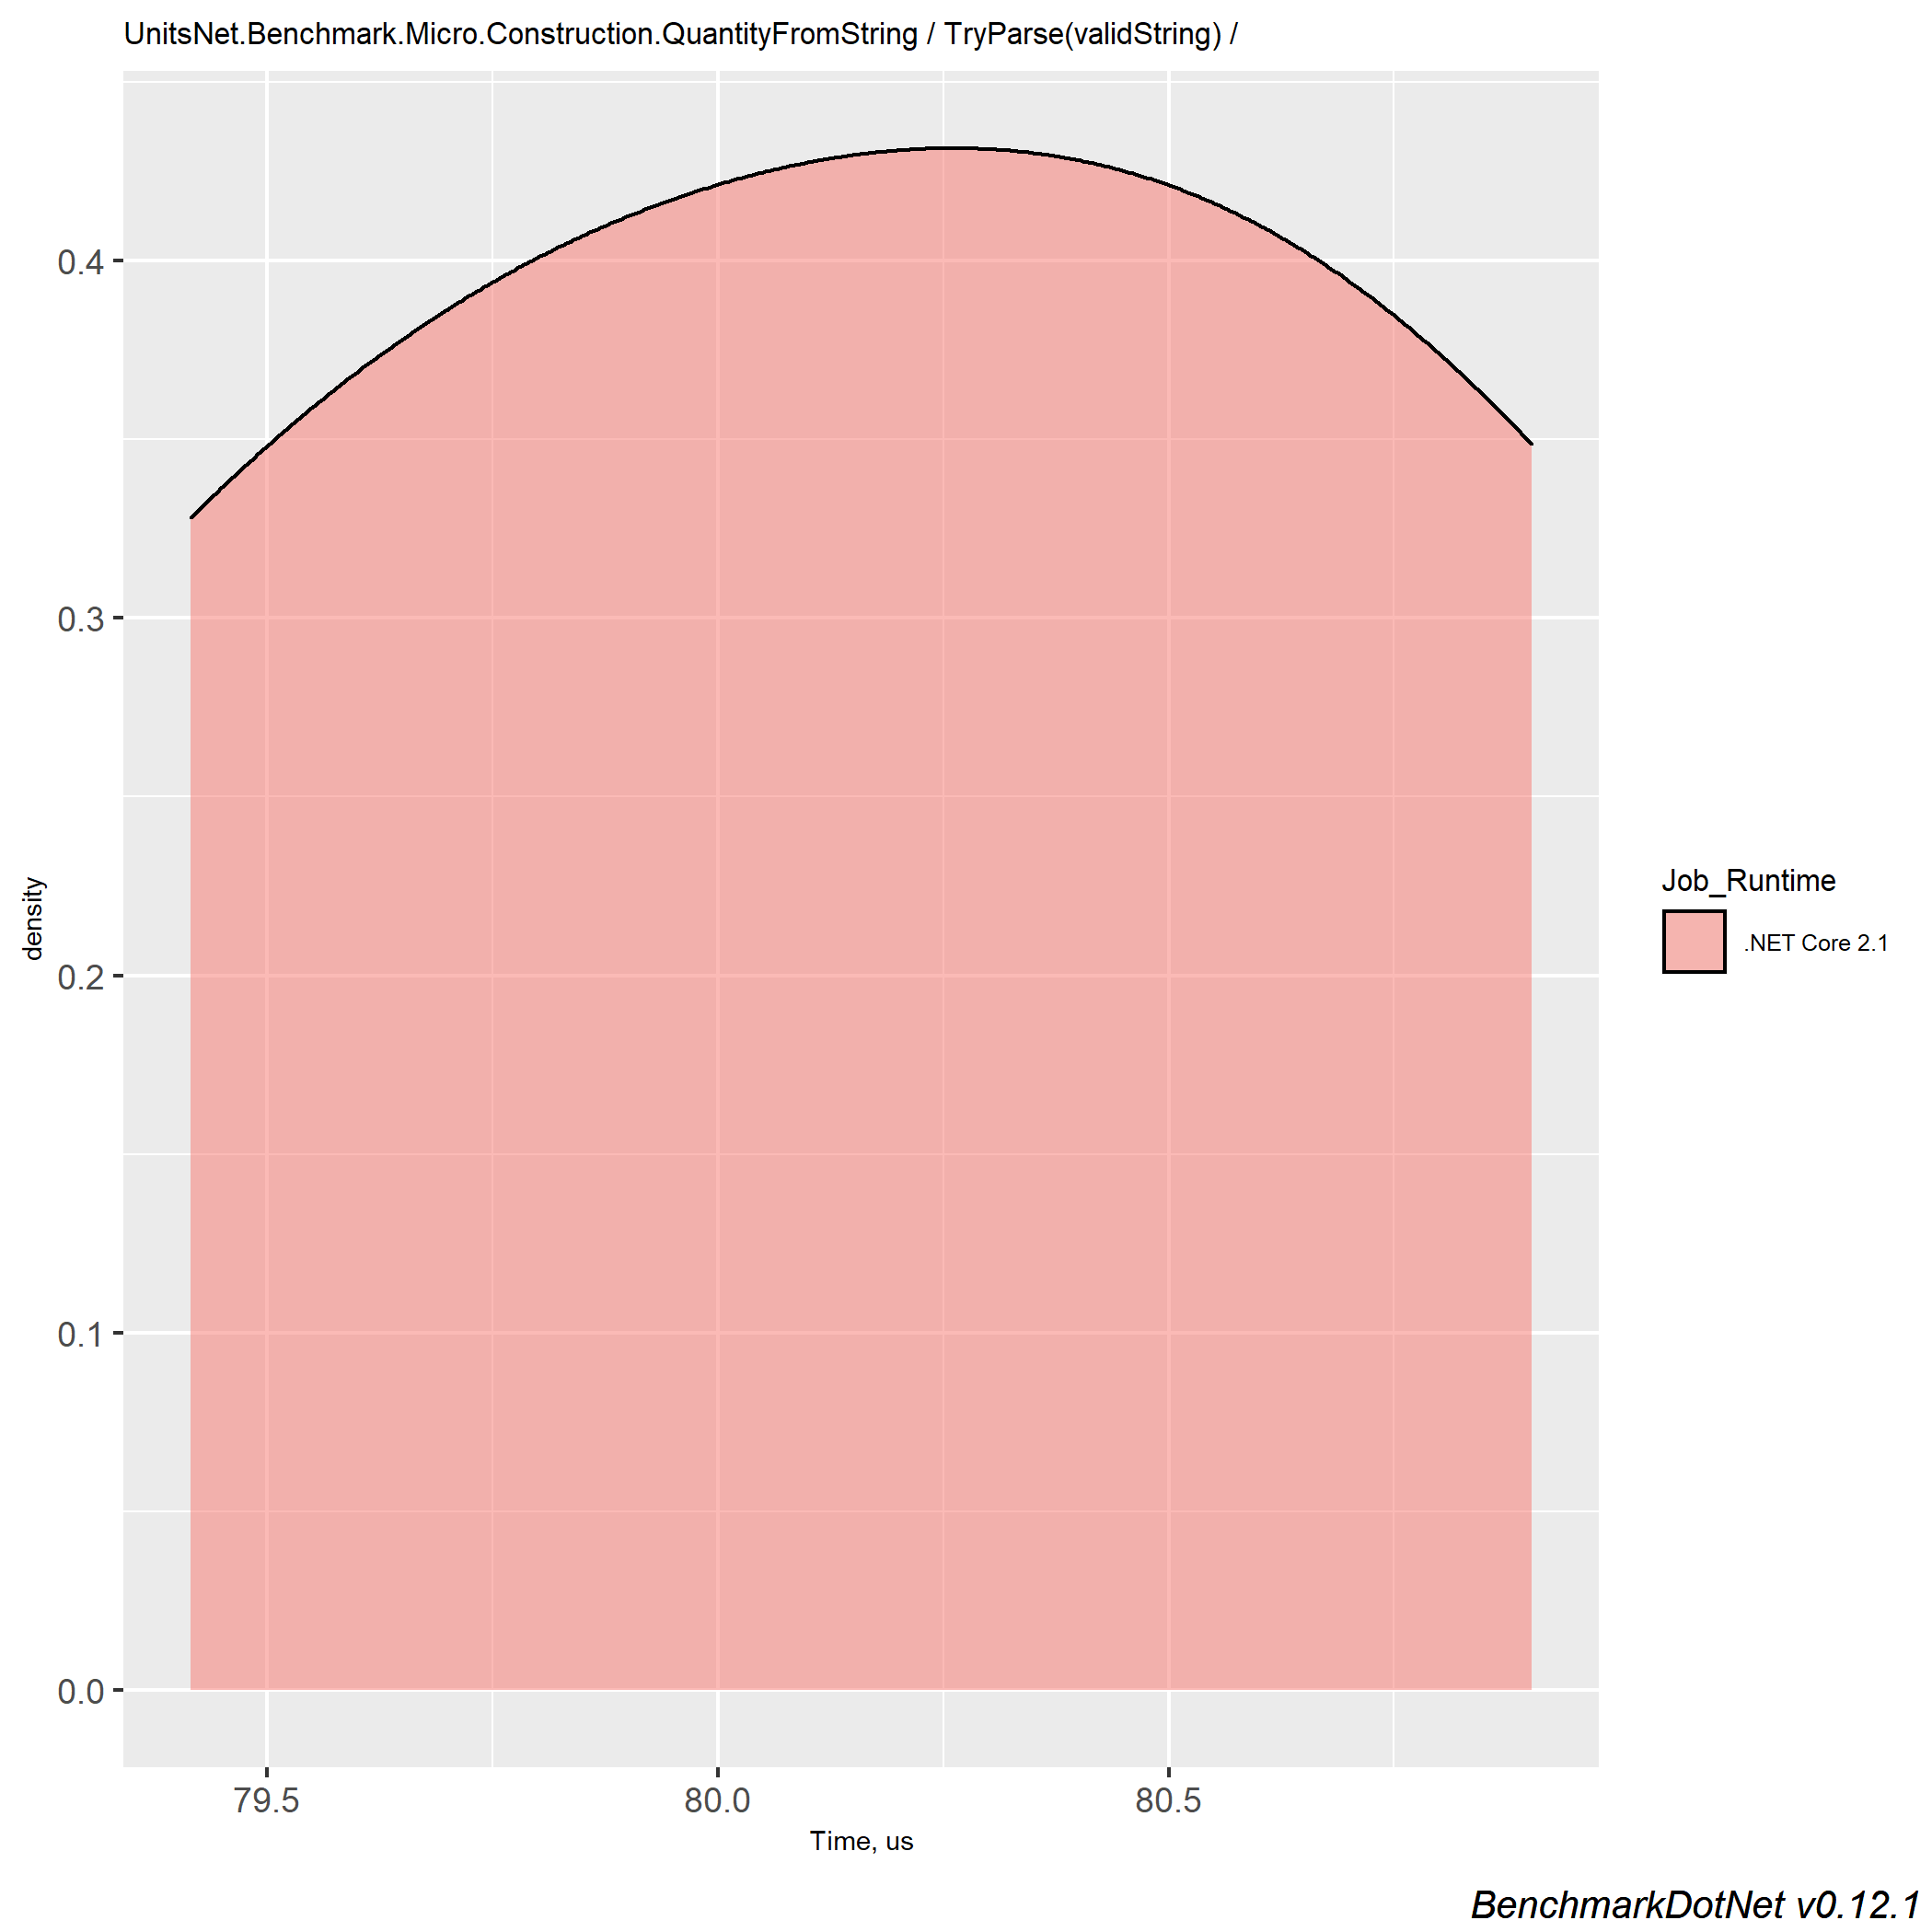 UnitsNet.Benchmark.Micro.Construction.QuantityFromString / TryParse(validString) /
0.4
0.3
0.2
0.1
0.0
density
79.5 80.0 80.5
Time, us
Job_Runtime
.NET Core 2.1
BenchmarkDotNet v0.12.1